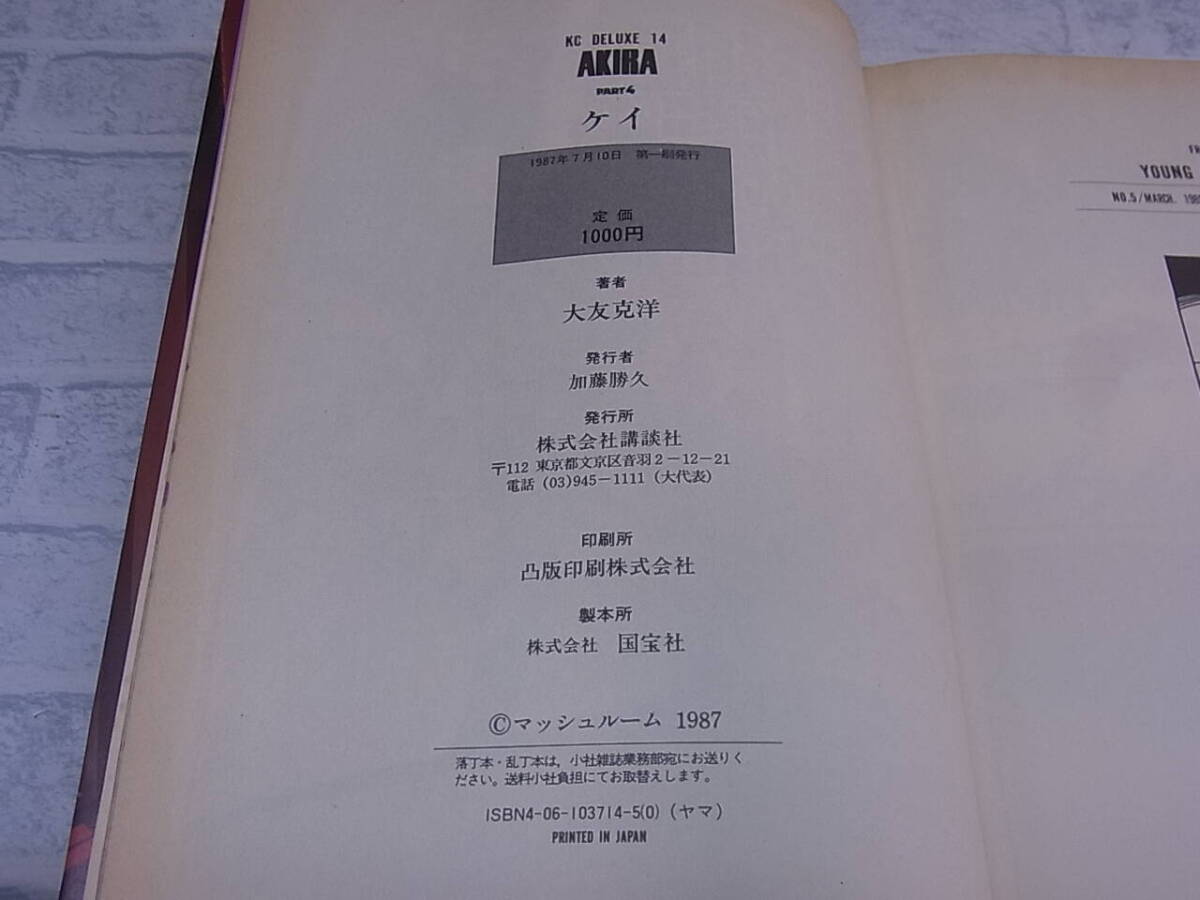 KC DELUXE 14
AKIRA
PART4
ケイ
1987年7月10日 第一刷発行
定価
1000円
著者
大友克洋
発行者
加藤勝久
発行所
株式会社講談社
〒112 東京都文京区音羽2-12-21
電話 (03)945-1111 (大代表)
印刷所
凸版印刷株式会社
製本所
株式会社 国宝社
©マッシュルーム 1987
落丁本・乱丁本は，小社雑誌業務部宛にお送りく
ださい。送料小社負担にてお取替えします。
ISBN4-06-103714-5(0) (ヤマ)
PRINTED IN JAPAN
YOUNG
NO.5/MARCH.